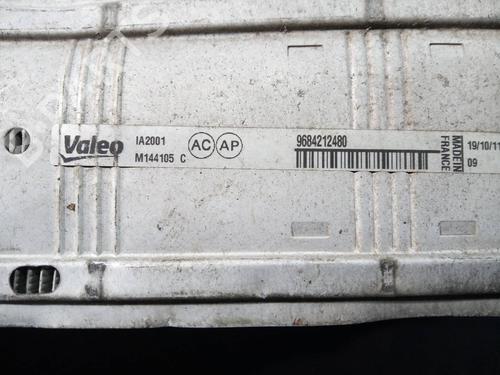 Valeo
IA2001
M144105 C
AC AP
9684212480
MADE IN
FRANCE
19/10/11
09